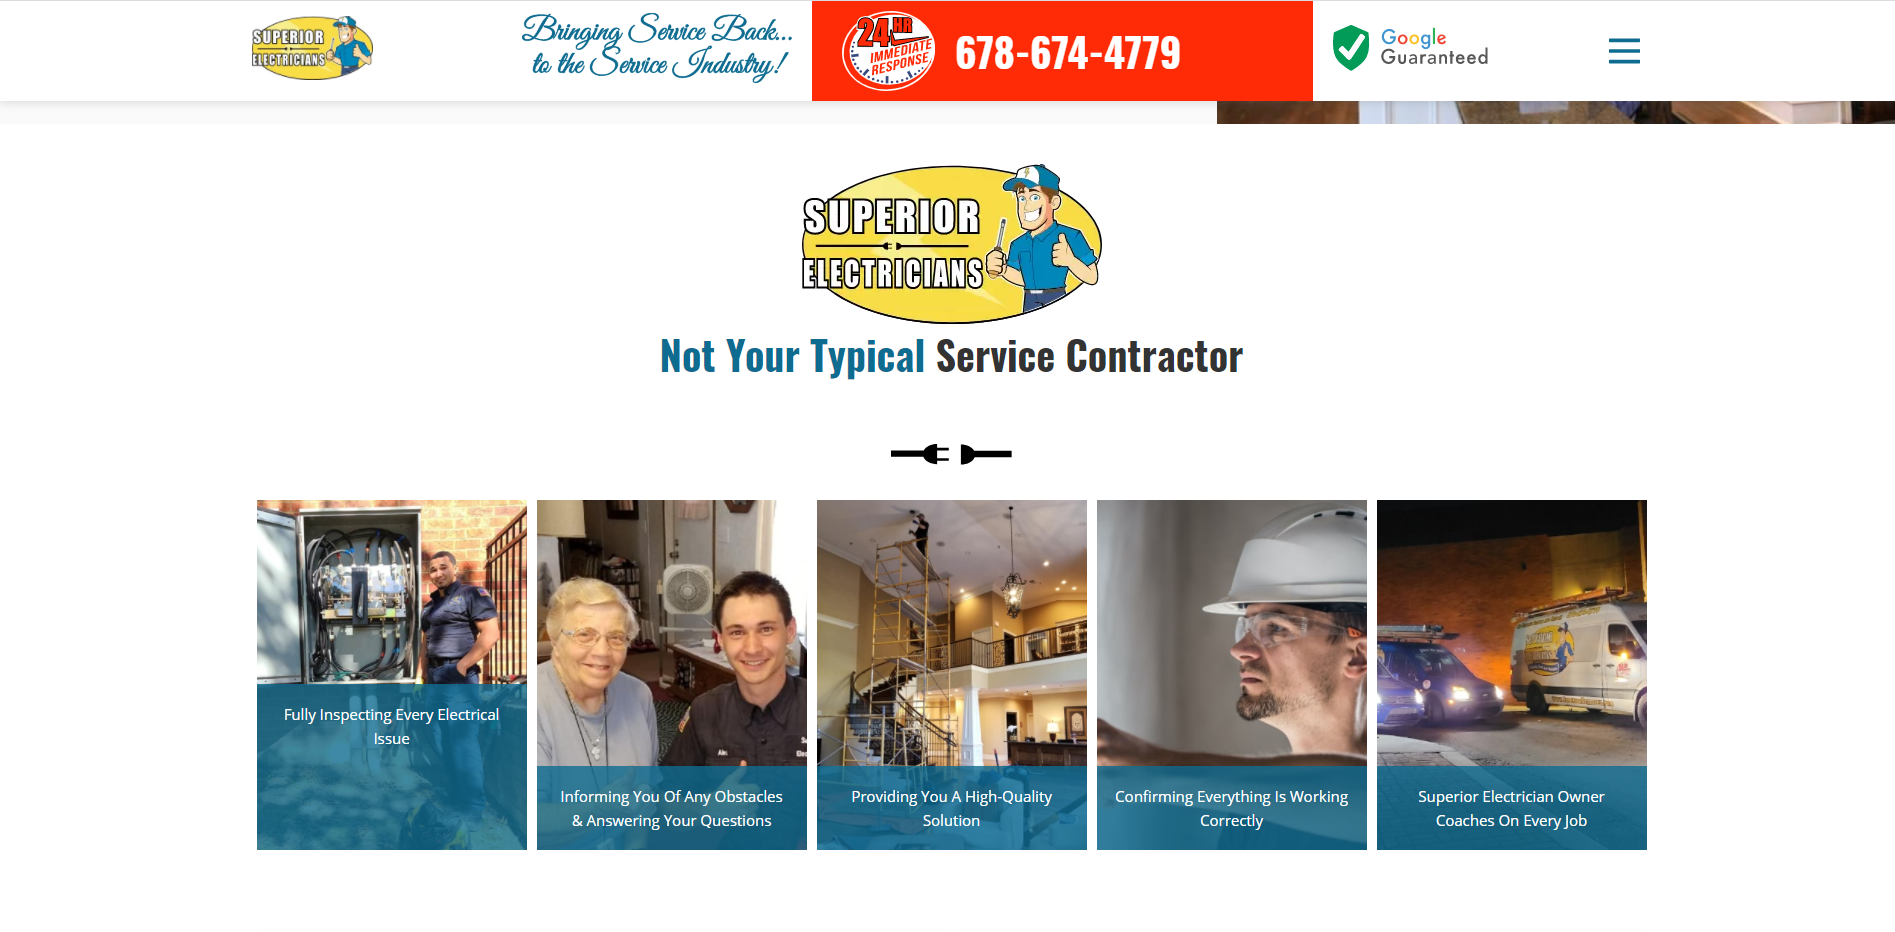 SUPERIOR
ELECTRICIANS
Bringing Service Back...
to the Service Industry!
24 HR
IMMEDIATE
RESPONSE
678-674-4779
Google
Guaranteed
SUPERIOR
ELECTRICIANS
Not Your Typical Service Contractor
Fully Inspecting Every Electrical
Issue
Informing You Of Any Obstacles
& Answering Your Questions
Providing You A High-Quality
Solution
Confirming Everything Is Working
Correctly
SUPERIOR
Superior Electrician Owner
Coaches On Every Job